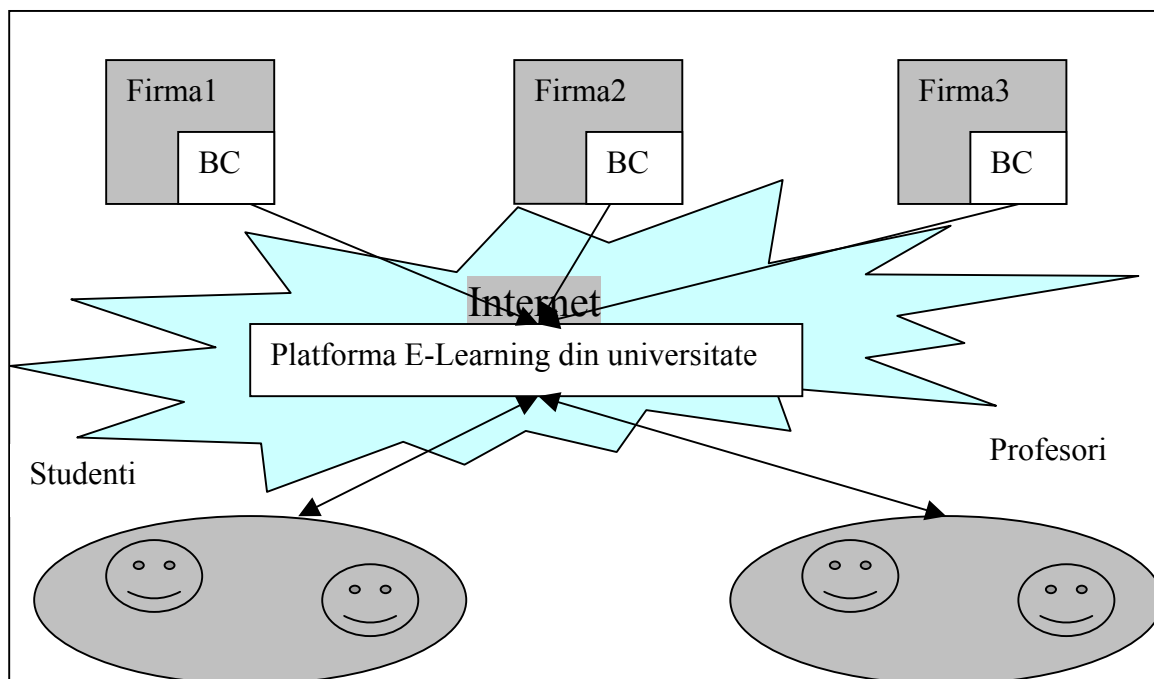 Firma1
BC
Firma2
BC
Firma3
BC
Internet
Platforma E-Learning din universitate
Studenti
Profesori